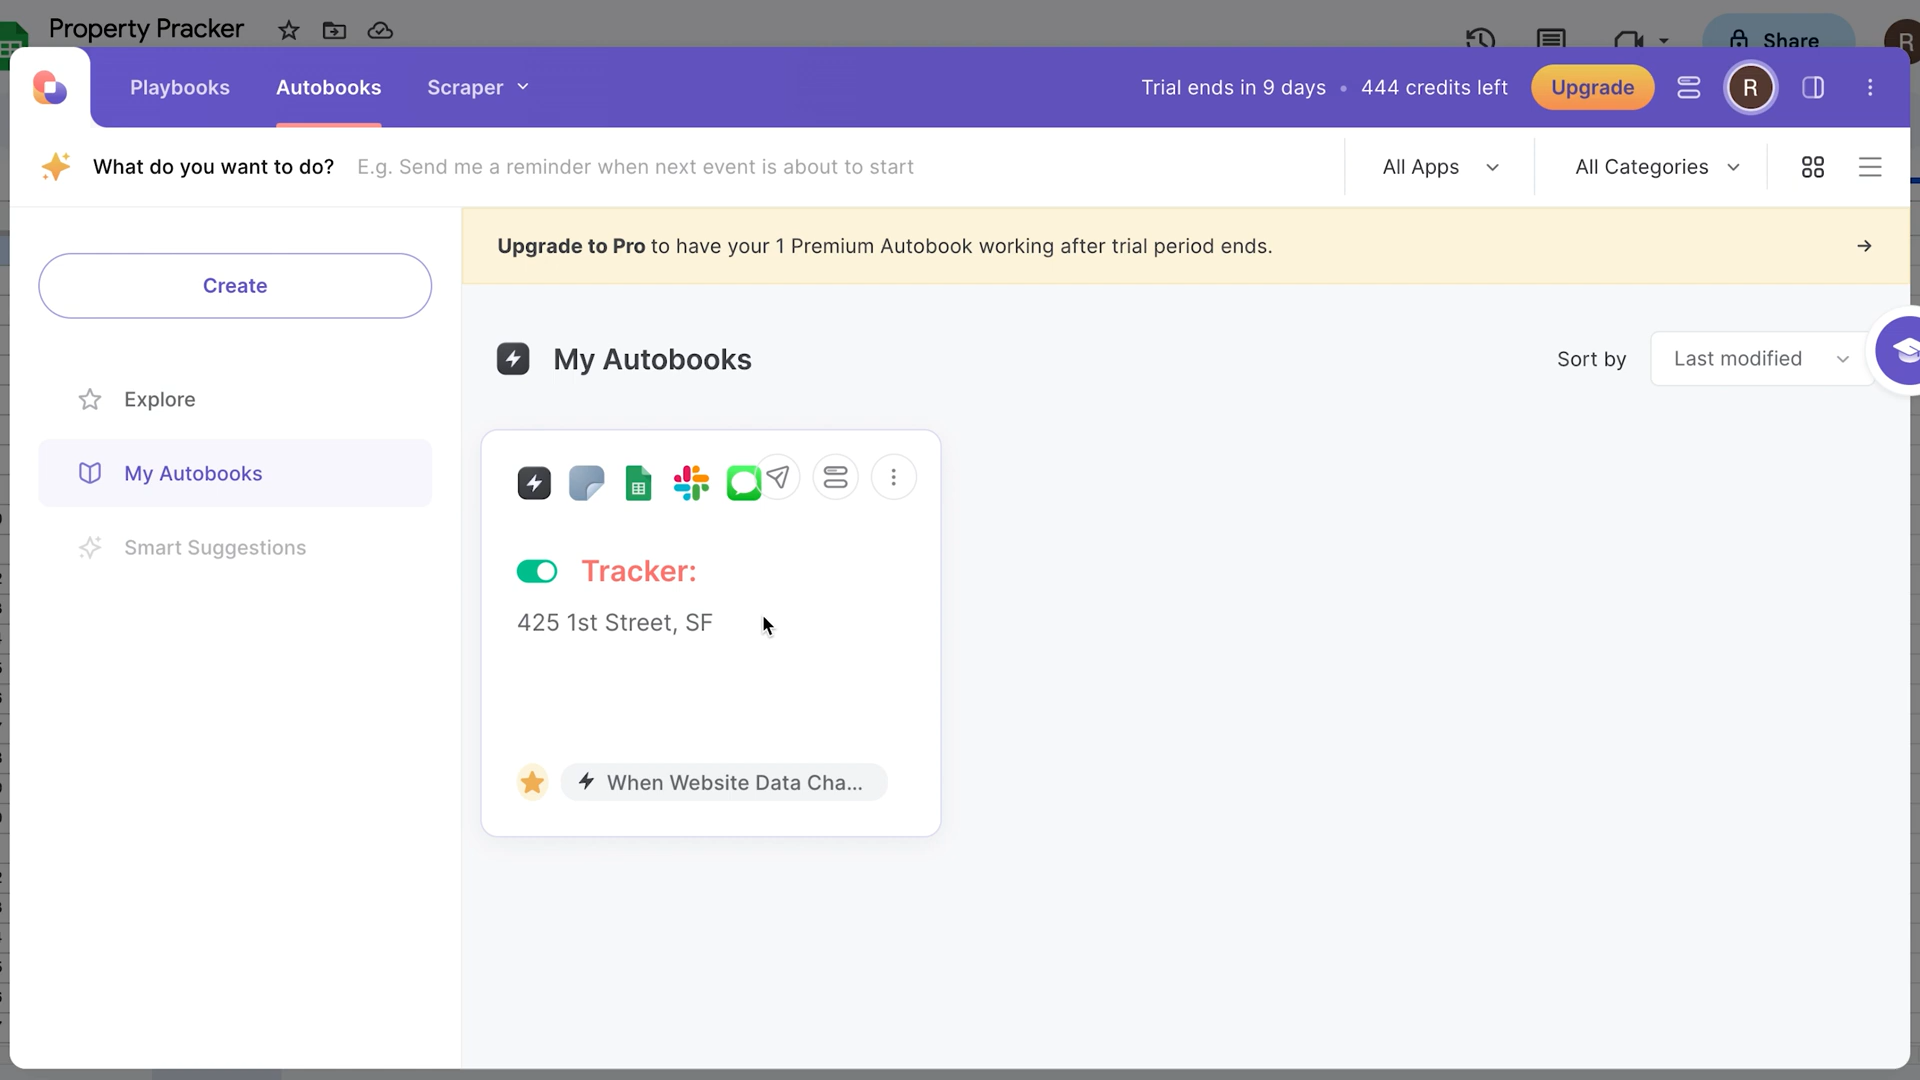 Property Pracker
Share
R
Playbooks
Autobooks
Scraper
Trial ends in 9 days • 444 credits left
Upgrade
R
What do you want to do?
E.g. Send me a reminder when next event is about to start
All Apps
All Categories
Create
Upgrade to Pro to have your 1 Premium Autobook working after trial period ends.
Explore
My Autobooks
Smart Suggestions
My Autobooks
Sort by
Last modified
Tracker:
425 1st Street, SF
When Website Data Cha...